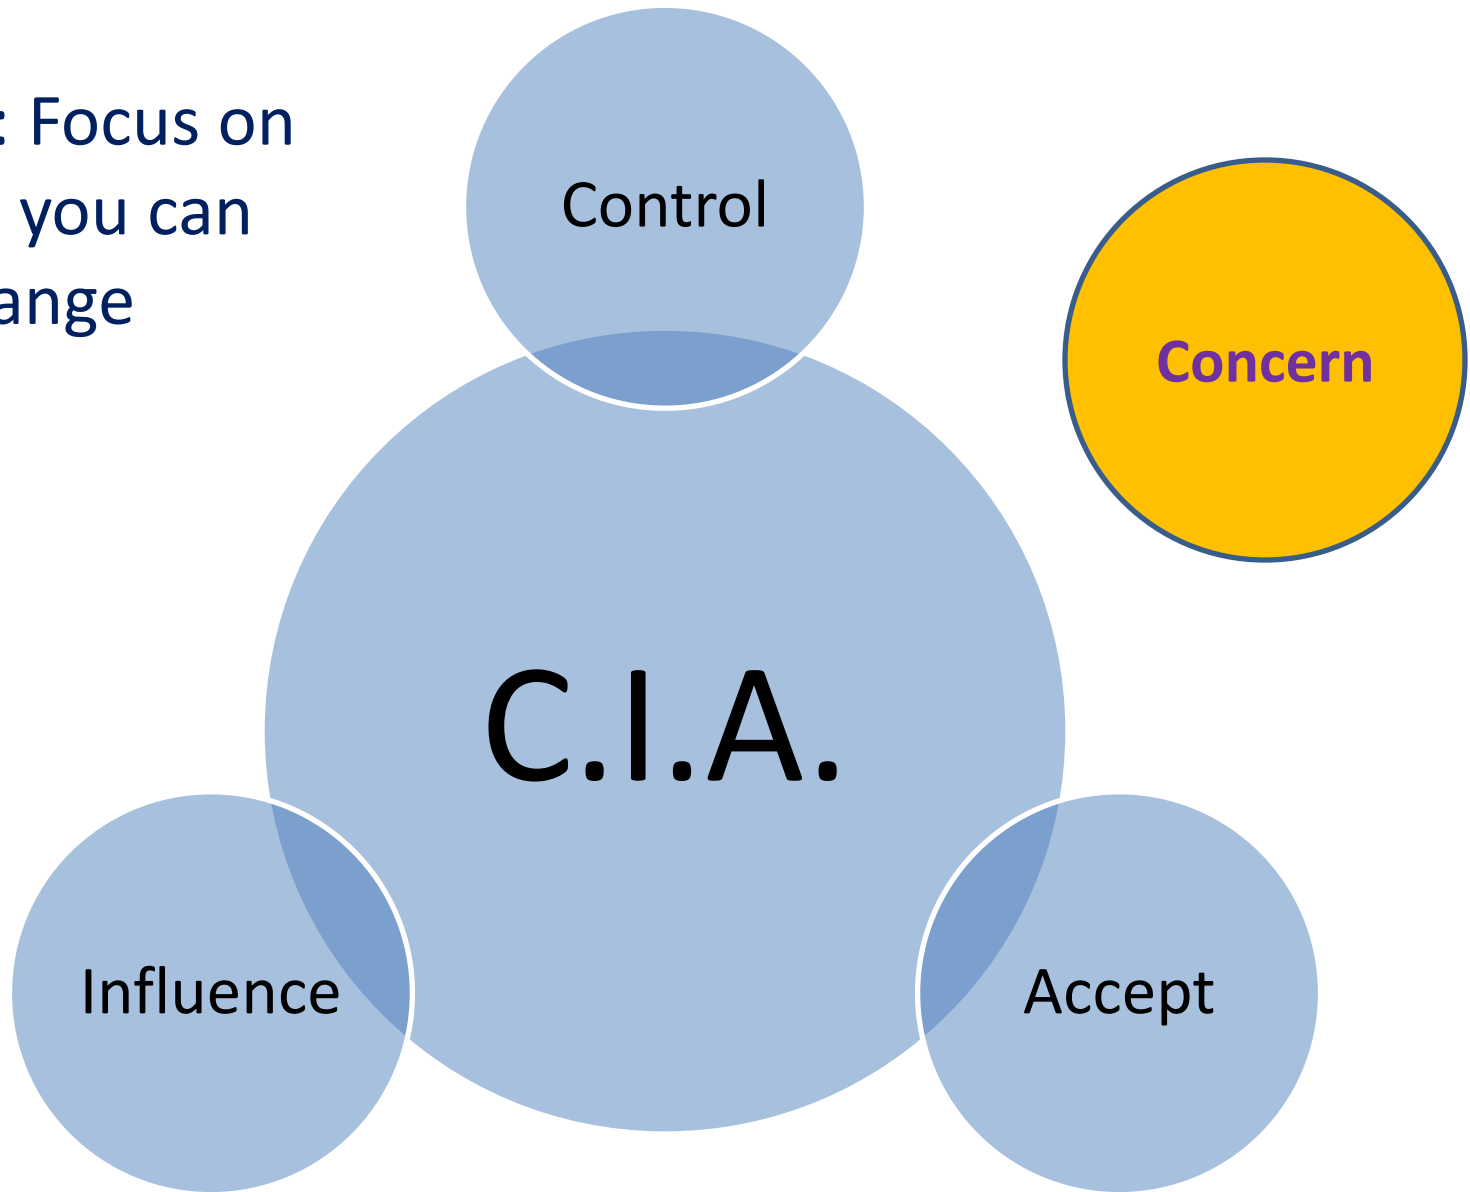 : Focus on
you can
ange
Control
Concern
C.I.A.
Influence
Accept